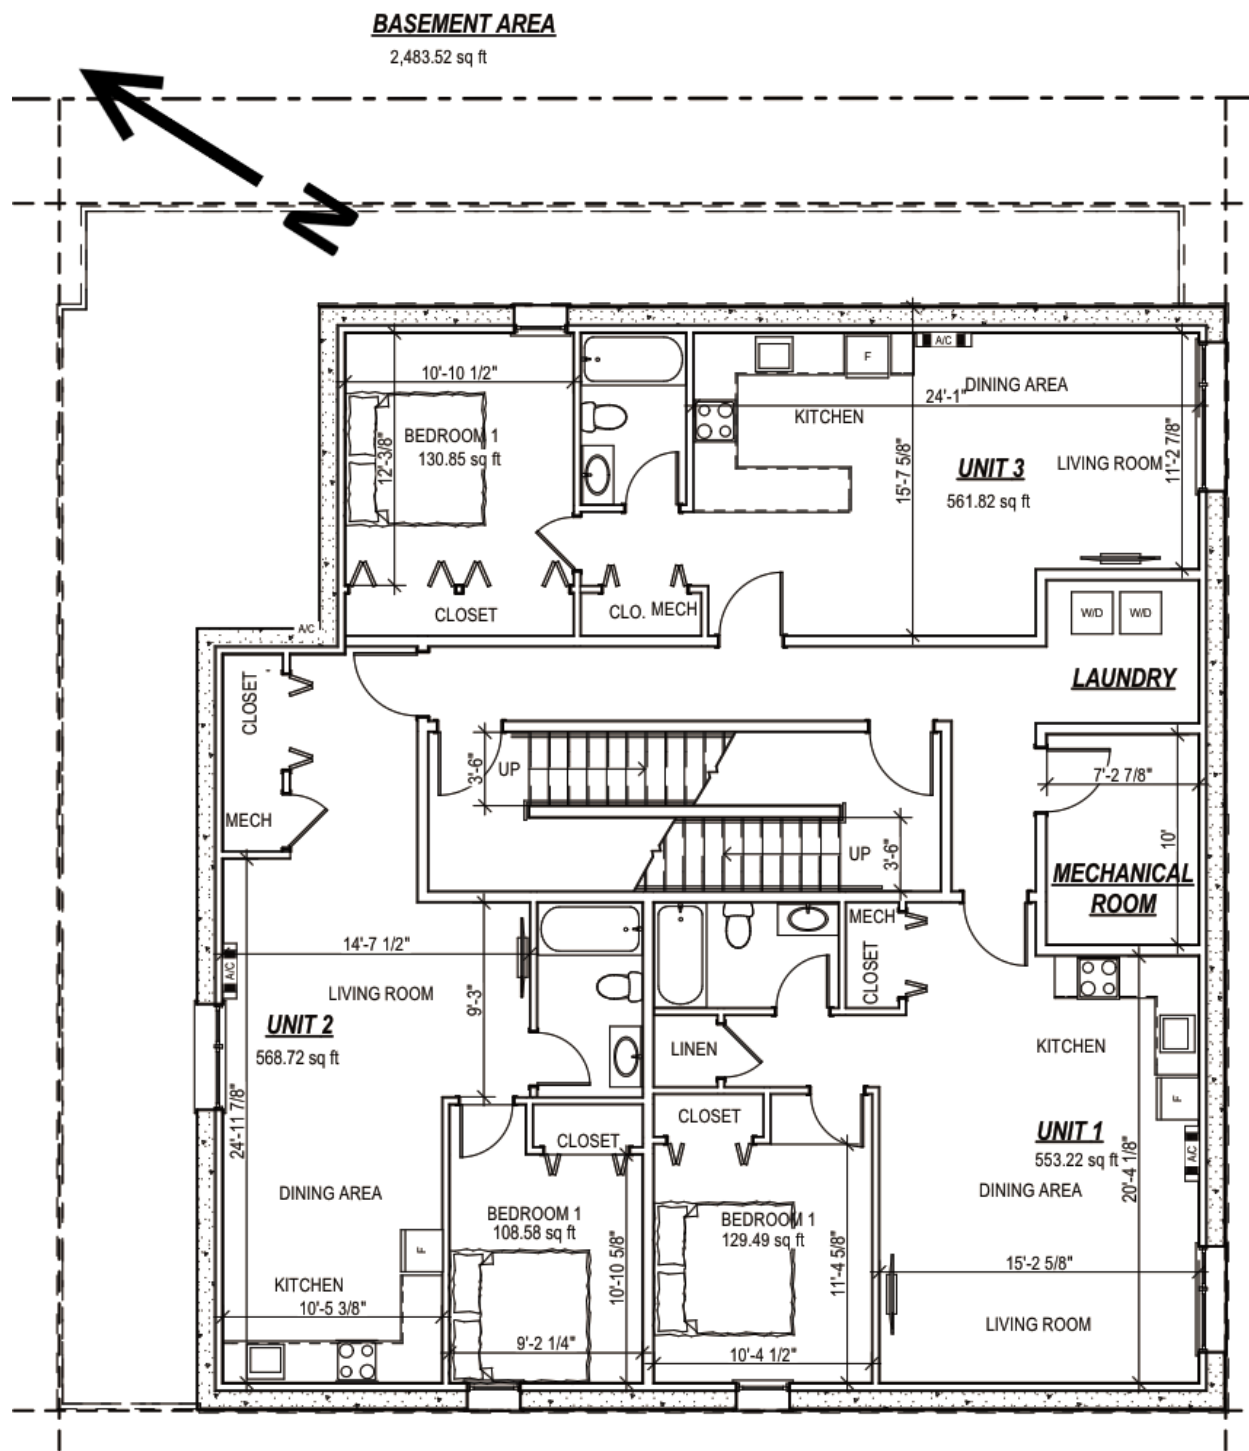 BASEMENT AREA
2,483.52 sq ft
N
A/C
F
10'-10 1/2"
DINING AREA
24'-1"
KITCHEN
BEDROOM 1
130.85 sq ft
12'-3/8"
15'-7 5/8"
UNIT 3
561.82 sq ft
LIVING ROOM
11'-2 7/8"
CLOSET
CLO.
MECH
W/D
W/D
A/C
LAUNDRY
CLOSET
UP
3'-6"
7'-2 7/8"
10'
MECH
UP
3'-6"
MECHANICAL
ROOM
MECH
CLOSET
14'-7 1/2"
A/C
LIVING ROOM
9'-3"
UNIT 2
568.72 sq ft
LINEN
KITCHEN
F
24'-11 7/8"
CLOSET
CLOSET
UNIT 1
553.22 sq ft
A/C
20'-4 1/8"
DINING AREA
DINING AREA
BEDROOM 1
108.58 sq ft
BEDROOM 1
129.49 sq ft
F
10'-10 5/8"
11'-4 5/8"
15'-2 5/8"
KITCHEN
10'-5 3/8"
LIVING ROOM
9'-2 1/4"
10'-4 1/2"